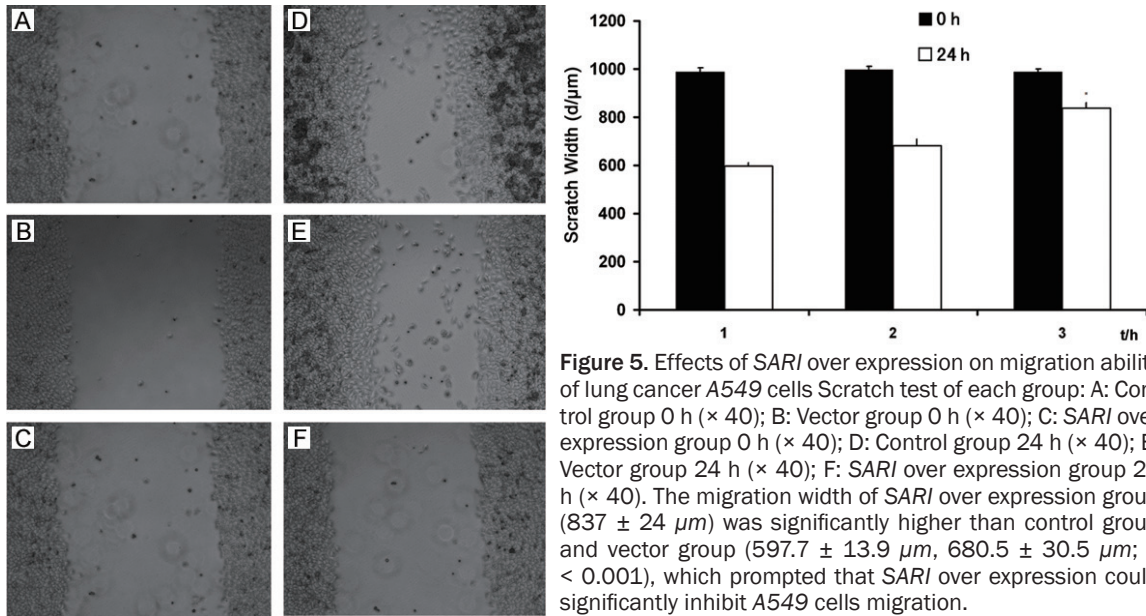 A
D
B
E
C
F
0 h
24 h
1200
1000
800
600
400
200
0
Scratch Width (d/μm)
*
1 2 3 t/h
Figure 5. Effects of SARI over expression on migration abilit
of lung cancer A549 cells Scratch test of each group: A: Con
trol group 0 h (× 40); B: Vector group 0 h (× 40); C: SARI ove
expression group 0 h (× 40); D: Control group 24 h (× 40); E
Vector group 24 h (× 40); F: SARI over expression group 2
h (× 40). The migration width of SARI over expression grou
(837 ± 24 μm) was significantly higher than control grou
and vector group (597.7 ± 13.9 μm, 680.5 ± 30.5 μm;
< 0.001), which prompted that SARI over expression coul
significantly inhibit A549 cells migration.